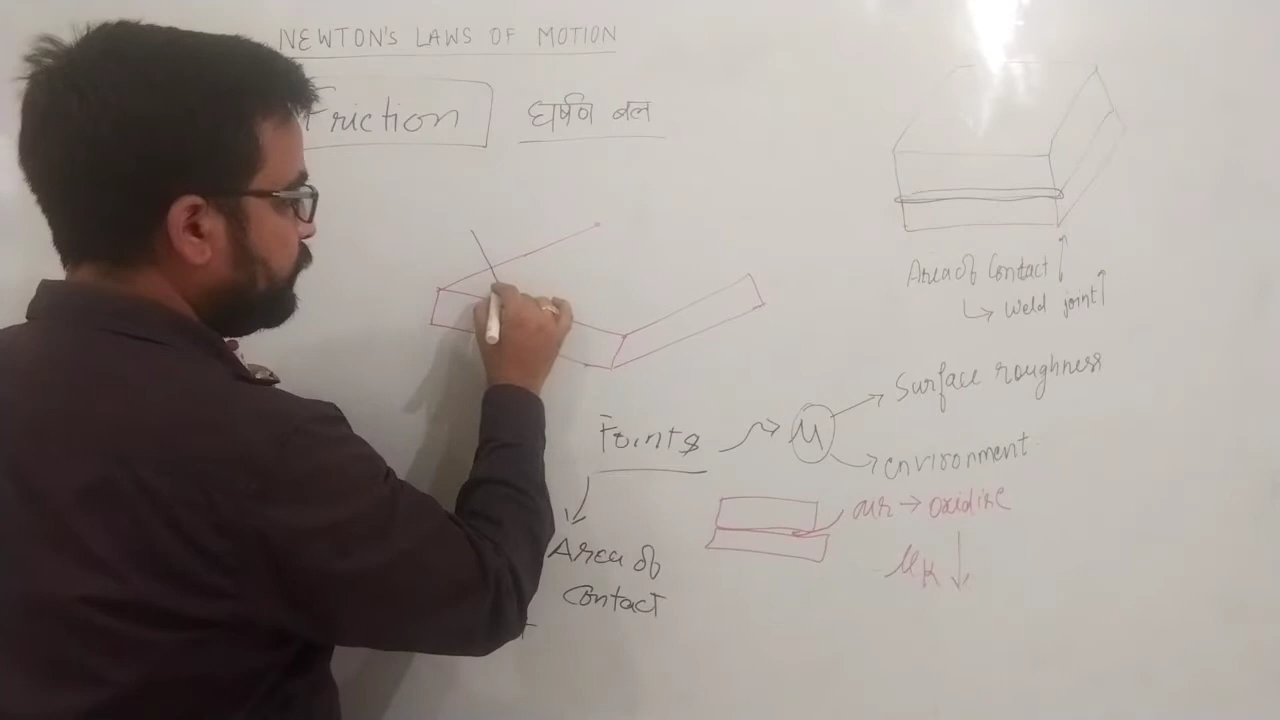 NEWTON'S LAWS OF MOTION
Friction
घर्षण बल
Area of Contact ↑
↳ Weld joint ↑
Points → μ
→ Surface roughness
→ environment
air → oxidise
μK ↓
Area of
Contact